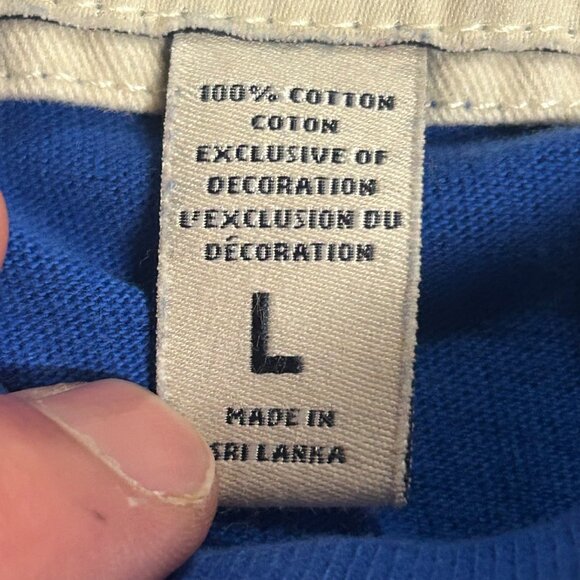 100% COTTON
COTON
EXCLUSIVE OF
DECORATION
L'EXCLUSION DU
DÉCORATION
L
MADE IN
SRI LANKA